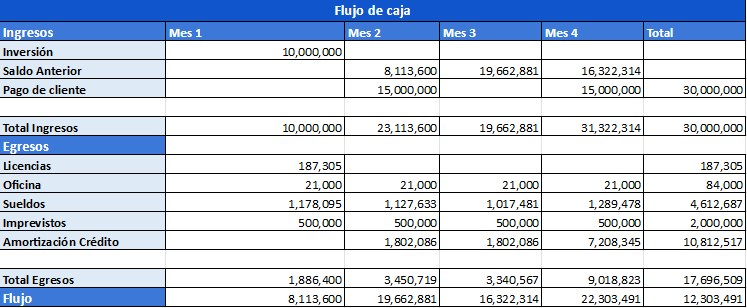 Flujo de caja
Ingresos Mes 1 Mes 2 Mes 3 Mes 4 Total
Inversión 10,000,000
Saldo Anterior 8,113,600 19,662,881 16,322,314
Pago de cliente 15,000,000 15,000,000 30,000,000
Total Ingresos 10,000,000 23,113,600 19,662,881 31,322,314 30,000,000
Egresos
Licencias 187,305 187,305
Oficina 21,000 21,000 21,000 21,000 84,000
Sueldos 1,178,095 1,127,633 1,017,481 1,289,478 4,612,687
Imprevistos 500,000 500,000 500,000 500,000 2,000,000
Amortización Crédito 1,802,086 1,802,086 7,208,345 10,812,517
Total Egresos 1,886,400 3,450,719 3,340,567 9,018,823 17,696,509
Flujo 8,113,600 19,662,881 16,322,314 22,303,491 12,303,491